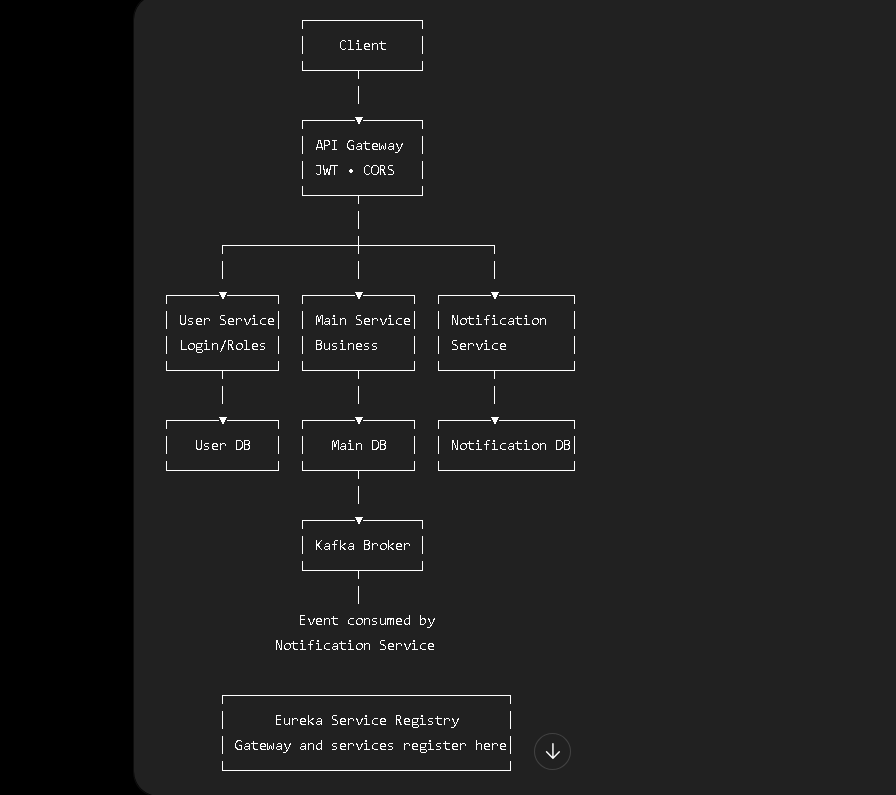 Client
API Gateway
JWT • CORS
User Service
Login/Roles
Main Service
Business
Notification
Service
User DB
Main DB
Notification DB
Kafka Broker
Event consumed by
Notification Service
Eureka Service Registry
Gateway and services register here